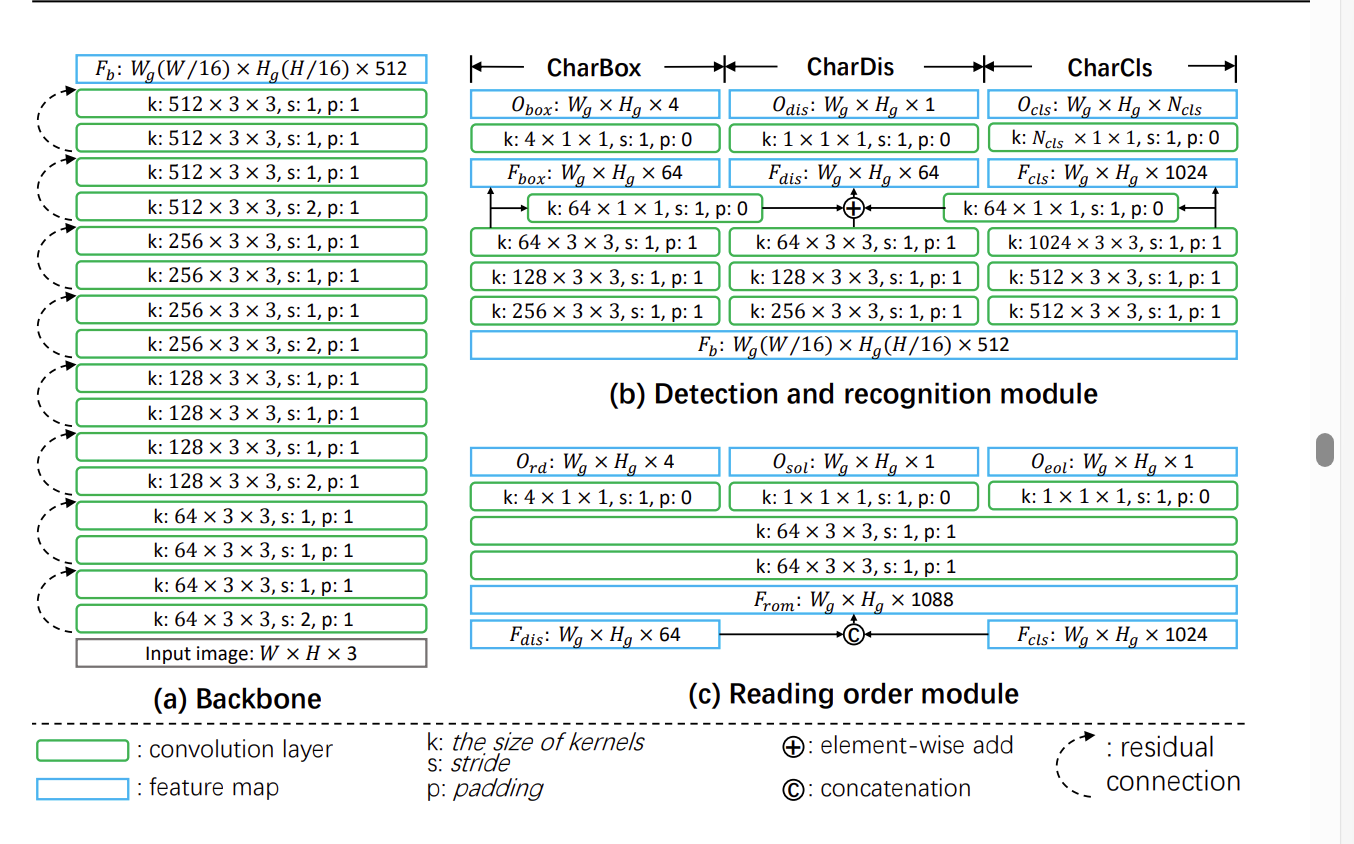 F_b: W_g(W/16) × H_g(H/16) × 512
k: 512 × 3 × 3, s: 1, p: 1
k: 512 × 3 × 3, s: 1, p: 1
k: 512 × 3 × 3, s: 1, p: 1
k: 512 × 3 × 3, s: 2, p: 1
k: 256 × 3 × 3, s: 1, p: 1
k: 256 × 3 × 3, s: 1, p: 1
k: 256 × 3 × 3, s: 1, p: 1
k: 256 × 3 × 3, s: 2, p: 1
k: 128 × 3 × 3, s: 1, p: 1
k: 128 × 3 × 3, s: 1, p: 1
k: 128 × 3 × 3, s: 1, p: 1
k: 128 × 3 × 3, s: 2, p: 1
k: 64 × 3 × 3, s: 1, p: 1
k: 64 × 3 × 3, s: 1, p: 1
k: 64 × 3 × 3, s: 1, p: 1
k: 64 × 3 × 3, s: 2, p: 1
Input image: W × H × 3
(a) Backbone
CharBox CharDis CharCls
O_box: W_g × H_g × 4 O_dis: W_g × H_g × 1 O_cls: W_g × H_g × N_cls
k: 4 × 1 × 1, s: 1, p: 0 k: 1 × 1 × 1, s: 1, p: 0 k: N_cls × 1 × 1, s: 1, p: 0
F_box: W_g × H_g × 64 F_dis: W_g × H_g × 64 F_cls: W_g × H_g × 1024
k: 64 × 1 × 1, s: 1, p: 0 + k: 64 × 1 × 1, s: 1, p: 0
k: 64 × 3 × 3, s: 1, p: 1 k: 64 × 3 × 3, s: 1, p: 1 k: 1024 × 3 × 3, s: 1, p: 1
k: 128 × 3 × 3, s: 1, p: 1 k: 128 × 3 × 3, s: 1, p: 1 k: 512 × 3 × 3, s: 1, p: 1
k: 256 × 3 × 3, s: 1, p: 1 k: 256 × 3 × 3, s: 1, p: 1 k: 512 × 3 × 3, s: 1, p: 1
F_b: W_g(W/16) × H_g(H/16) × 512
(b) Detection and recognition module
O_rd: W_g × H_g × 4 O_sol: W_g × H_g × 1 O_eol: W_g × H_g × 1
k: 4 × 1 × 1, s: 1, p: 0 k: 1 × 1 × 1, s: 1, p: 0 k: 1 × 1 × 1, s: 1, p: 0
k: 64 × 3 × 3, s: 1, p: 1
k: 64 × 3 × 3, s: 1, p: 1
F_rom: W_g × H_g × 1088
F_dis: W_g × H_g × 64 © F_cls: W_g × H_g × 1024
(c) Reading order module
: convolution layer
: feature map
k: the size of kernels
s: stride
p: padding
⊕: element-wise add
©: concatenation
: residual
connection